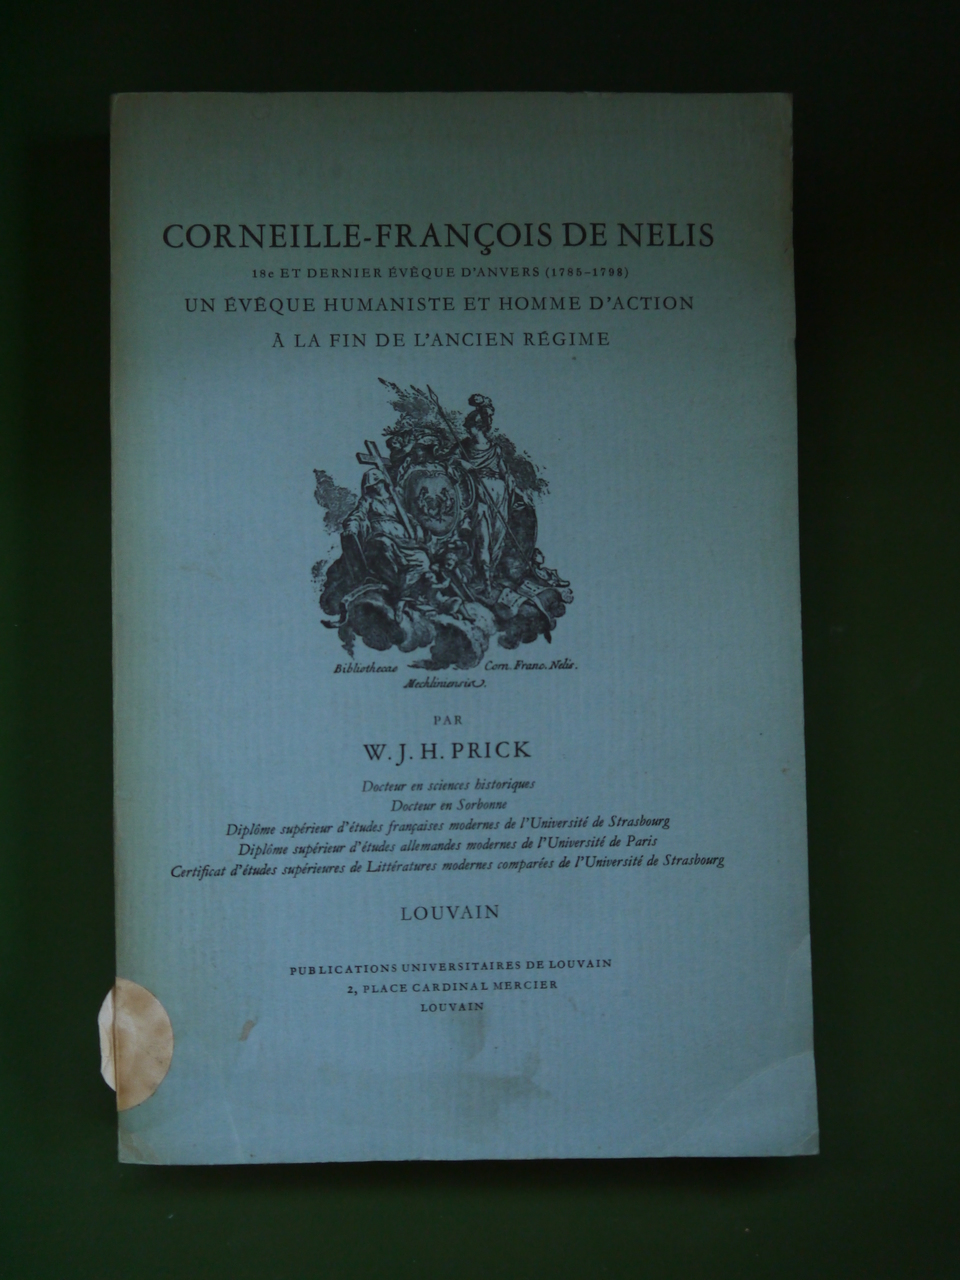 CORNEILLE-FRANÇOIS DE NELIS
18e ET DERNIER ÉVÊQUE D'ANVERS (1785-1798)
UN ÉVÊQUE HUMANISTE ET HOMME D'ACTION
À LA FIN DE L'ANCIEN RÉGIME
Bibliothecae Corn. Franc. Nelis.
Mechliniensis.
PAR
W. J. H. PRICK
Docteur en sciences historiques
Docteur en Sorbonne
Diplôme supérieur d'études françaises modernes de l'Université de Strasbourg
Diplôme supérieur d'études allemandes modernes de l'Université de Paris
Certificat d'études supérieures de Littératures modernes comparées de l'Université de Strasbourg
LOUVAIN
PUBLICATIONS UNIVERSITAIRES DE LOUVAIN
2, PLACE CARDINAL MERCIER
LOUVAIN